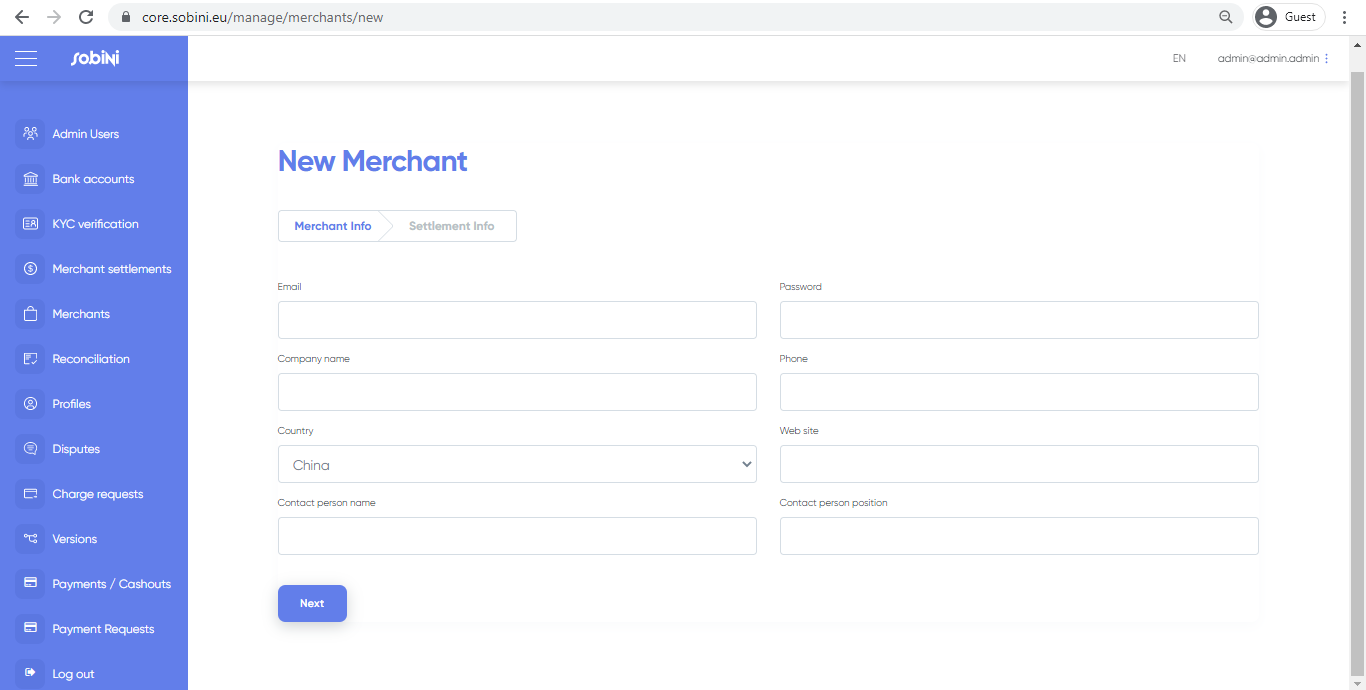 core.sobini.eu/manage/merchants/new
Guest
sobiNi
EN
admin@admin.admin
Admin Users
Bank accounts
KYC verification
Merchant settlements
Merchants
Reconciliation
Profiles
Disputes
Charge requests
Versions
Payments / Cashouts
Payment Requests
Log out
New Merchant
Merchant Info
Settlement Info
Email
Password
Company name
Phone
Country
Web site
China
Contact person name
Contact person position
Next